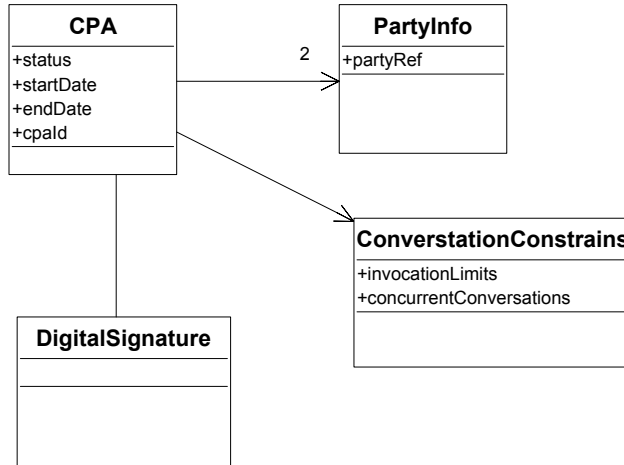 CPA
+status
+startDate
+endDate
+cpaId
2
PartyInfo
+partyRef
ConverstationConstrains
+invocationLimits
+concurrentConversations
DigitalSignature